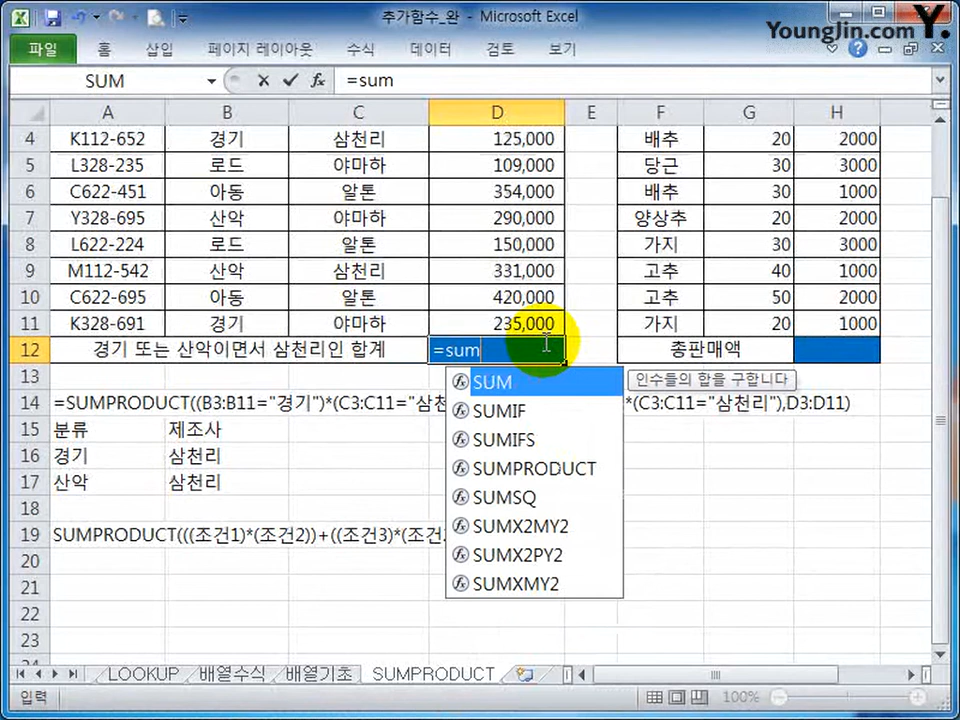 추가함수_완 - Microsoft Excel
YoungJin.com Y.
파일 홈 삽입 페이지 레이아웃 수식 데이터 검토 보기
SUM =sum
A B C D E F G H
4 K112-652 경기 삼천리 125,000 배추 20 2000
5 L328-235 로드 야마하 109,000 당근 30 3000
6 C622-451 아동 알톤 354,000 배추 30 1000
7 Y328-695 산악 야마하 290,000 양상추 20 2000
8 L622-224 로드 알톤 150,000 가지 30 3000
9 M112-542 산악 삼천리 331,000 고추 40 1000
10 C622-695 아동 알톤 420,000 고추 50 2000
11 K328-691 경기 야마하 235,000 가지 20 1000
12 경기 또는 산악이면서 삼천리인 합계 =sum 총판매액
13
SUM 인수들의 합을 구합니다
14 =SUMPRODUCT((B3:B11="경기")*(C3:C11="삼천 *(C3:C11="삼천리"),D3:D11)
SUMIF
15 분류 제조사
SUMIFS
16 경기 삼천리
SUMPRODUCT
17 산악 삼천리
SUMSQ
18
SUMX2MY2
19 SUMPRODUCT(((조건1)*(조건2))+((조건3)*(조건
SUMX2PY2
20
SUMXMY2
21
22
23
24
LOOKUP 배열수식 배열기초 SUMPRODUCT
입력 100%